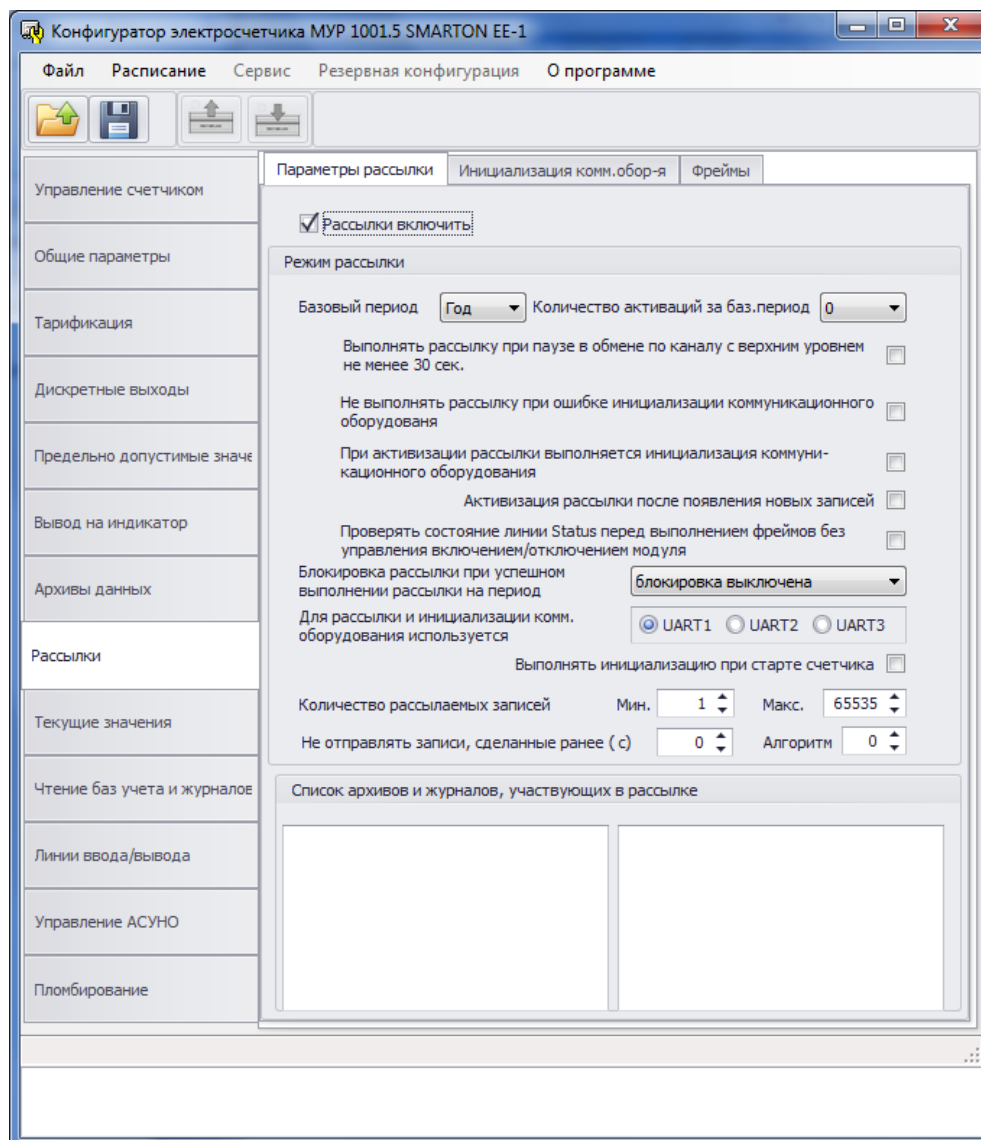 Конфигуратор электросчетчика МУР 1001.5 SMARTON EE-1
Файл Расписание Сервис Резервная конфигурация О программе
Управление счетчиком
Общие параметры
Тарификация
Дискретные выходы
Предельно допустимые значе
Вывод на индикатор
Архивы данных
Рассылки
Текущие значения
Чтение баз учета и журналов
Линии ввода/вывода
Управление АСУНО
Пломбирование
Параметры рассылки Инициализация комм.обор-я Фреймы
Рассылки включить
Режим рассылки
Базовый период Год Количество активаций за баз.период 0
Выполнять рассылку при паузе в обмене по каналу с верхним уровнем
не менее 30 сек.
Не выполнять рассылку при ошибке инициализации коммуникационного
оборудованя
При активизации рассылки выполняется инициализация коммуни-
кационного оборудования
Активизация рассылки после появления новых записей
Проверять состояние линии Status перед выполнением фреймов без
управления включением/отключением модуля
Блокировка рассылки при успешном
выполнении рассылки на период блокировка выключена
Для рассылки и инициализации комм.
оборудования используется UART1 UART2 UART3
Выполнять инициализацию при старте счетчика
Количество рассылаемых записей Мин. 1 Макс. 65535
Не отправлять записи, сделанные ранее ( с) 0 Алгоритм 0
Список архивов и журналов, участвующих в рассылке